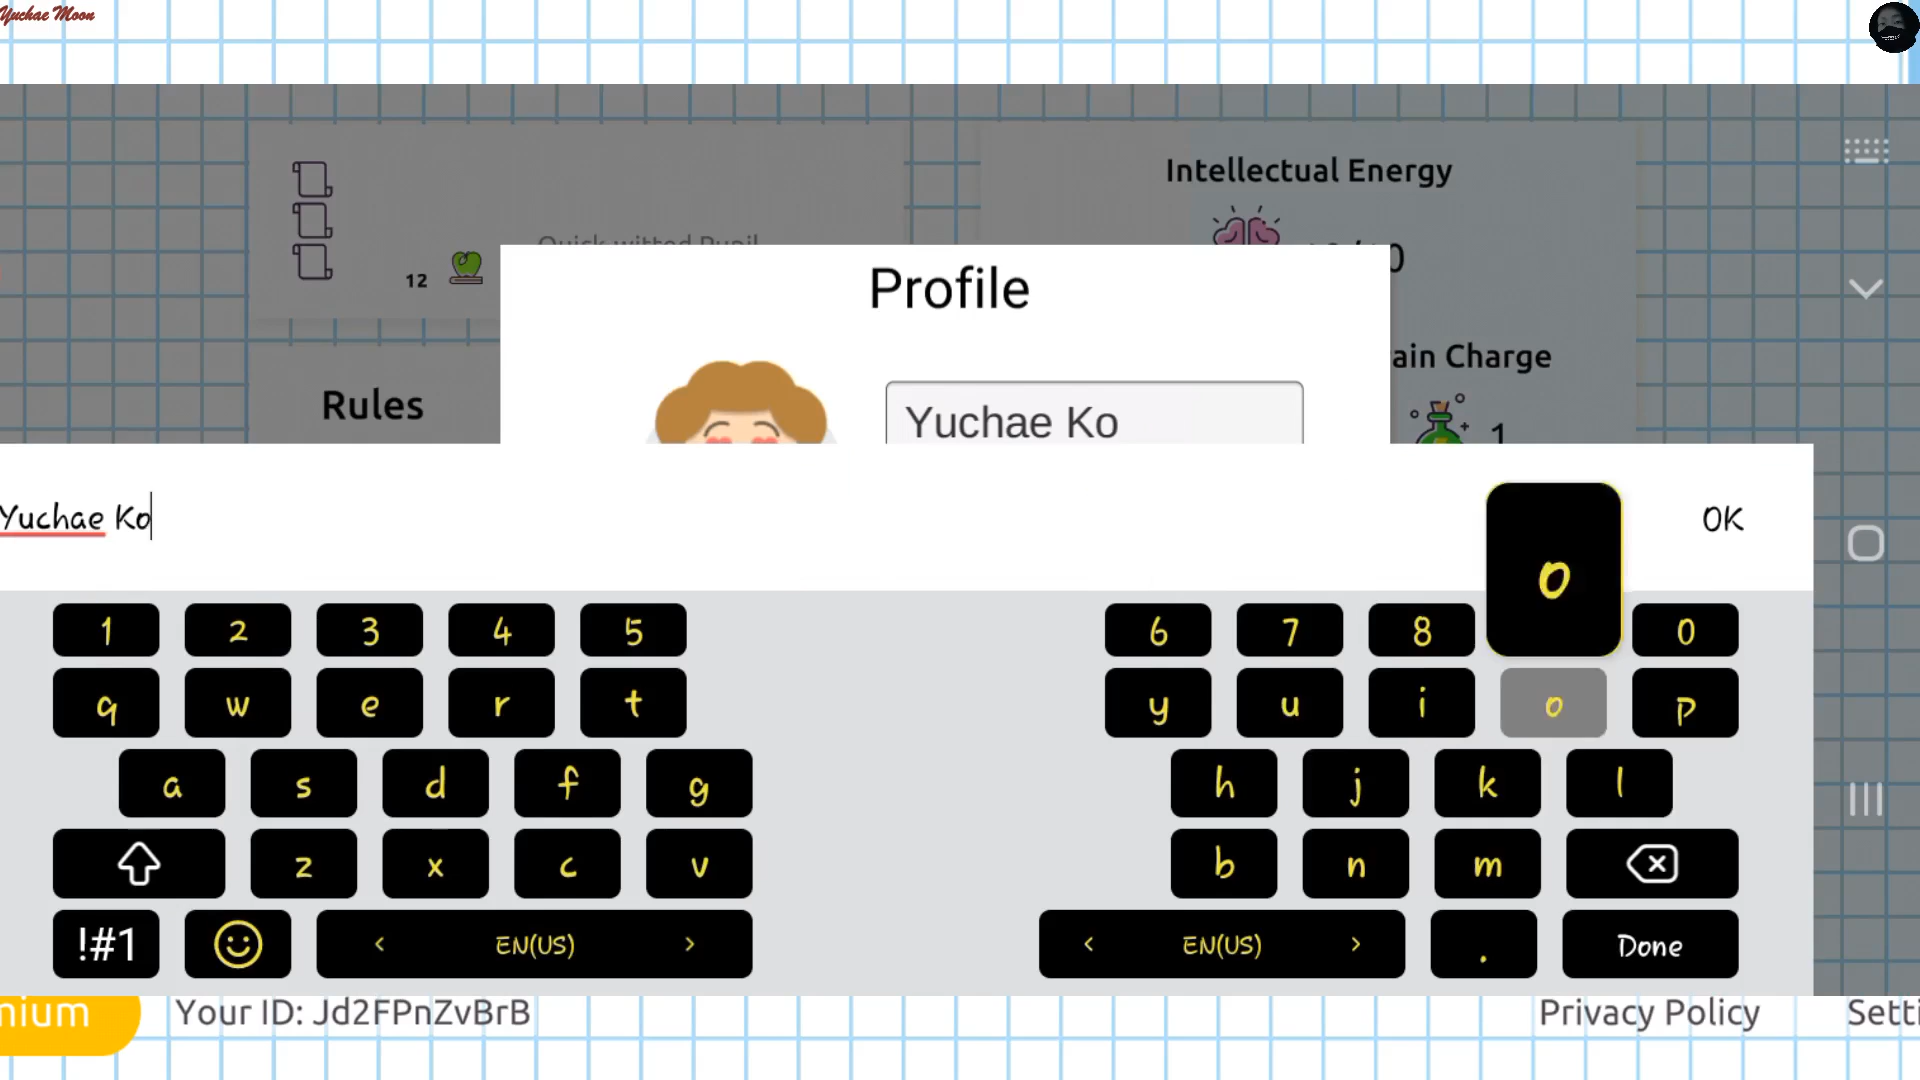 Yuchae Moon
Intellectual Energy
12
Profile
ain Charge
Rules
Yuchae Ko
1
Yuchae Ko
OK
o
1 2 3 4 5 6 7 8 0
q w e r t y u i o p
a s d f g h j k l
z x c v b n m
!#1 < EN(US) > < EN(US) > . Done
mium
Your ID: Jd2FPnZvBrB
Privacy Policy
Setti